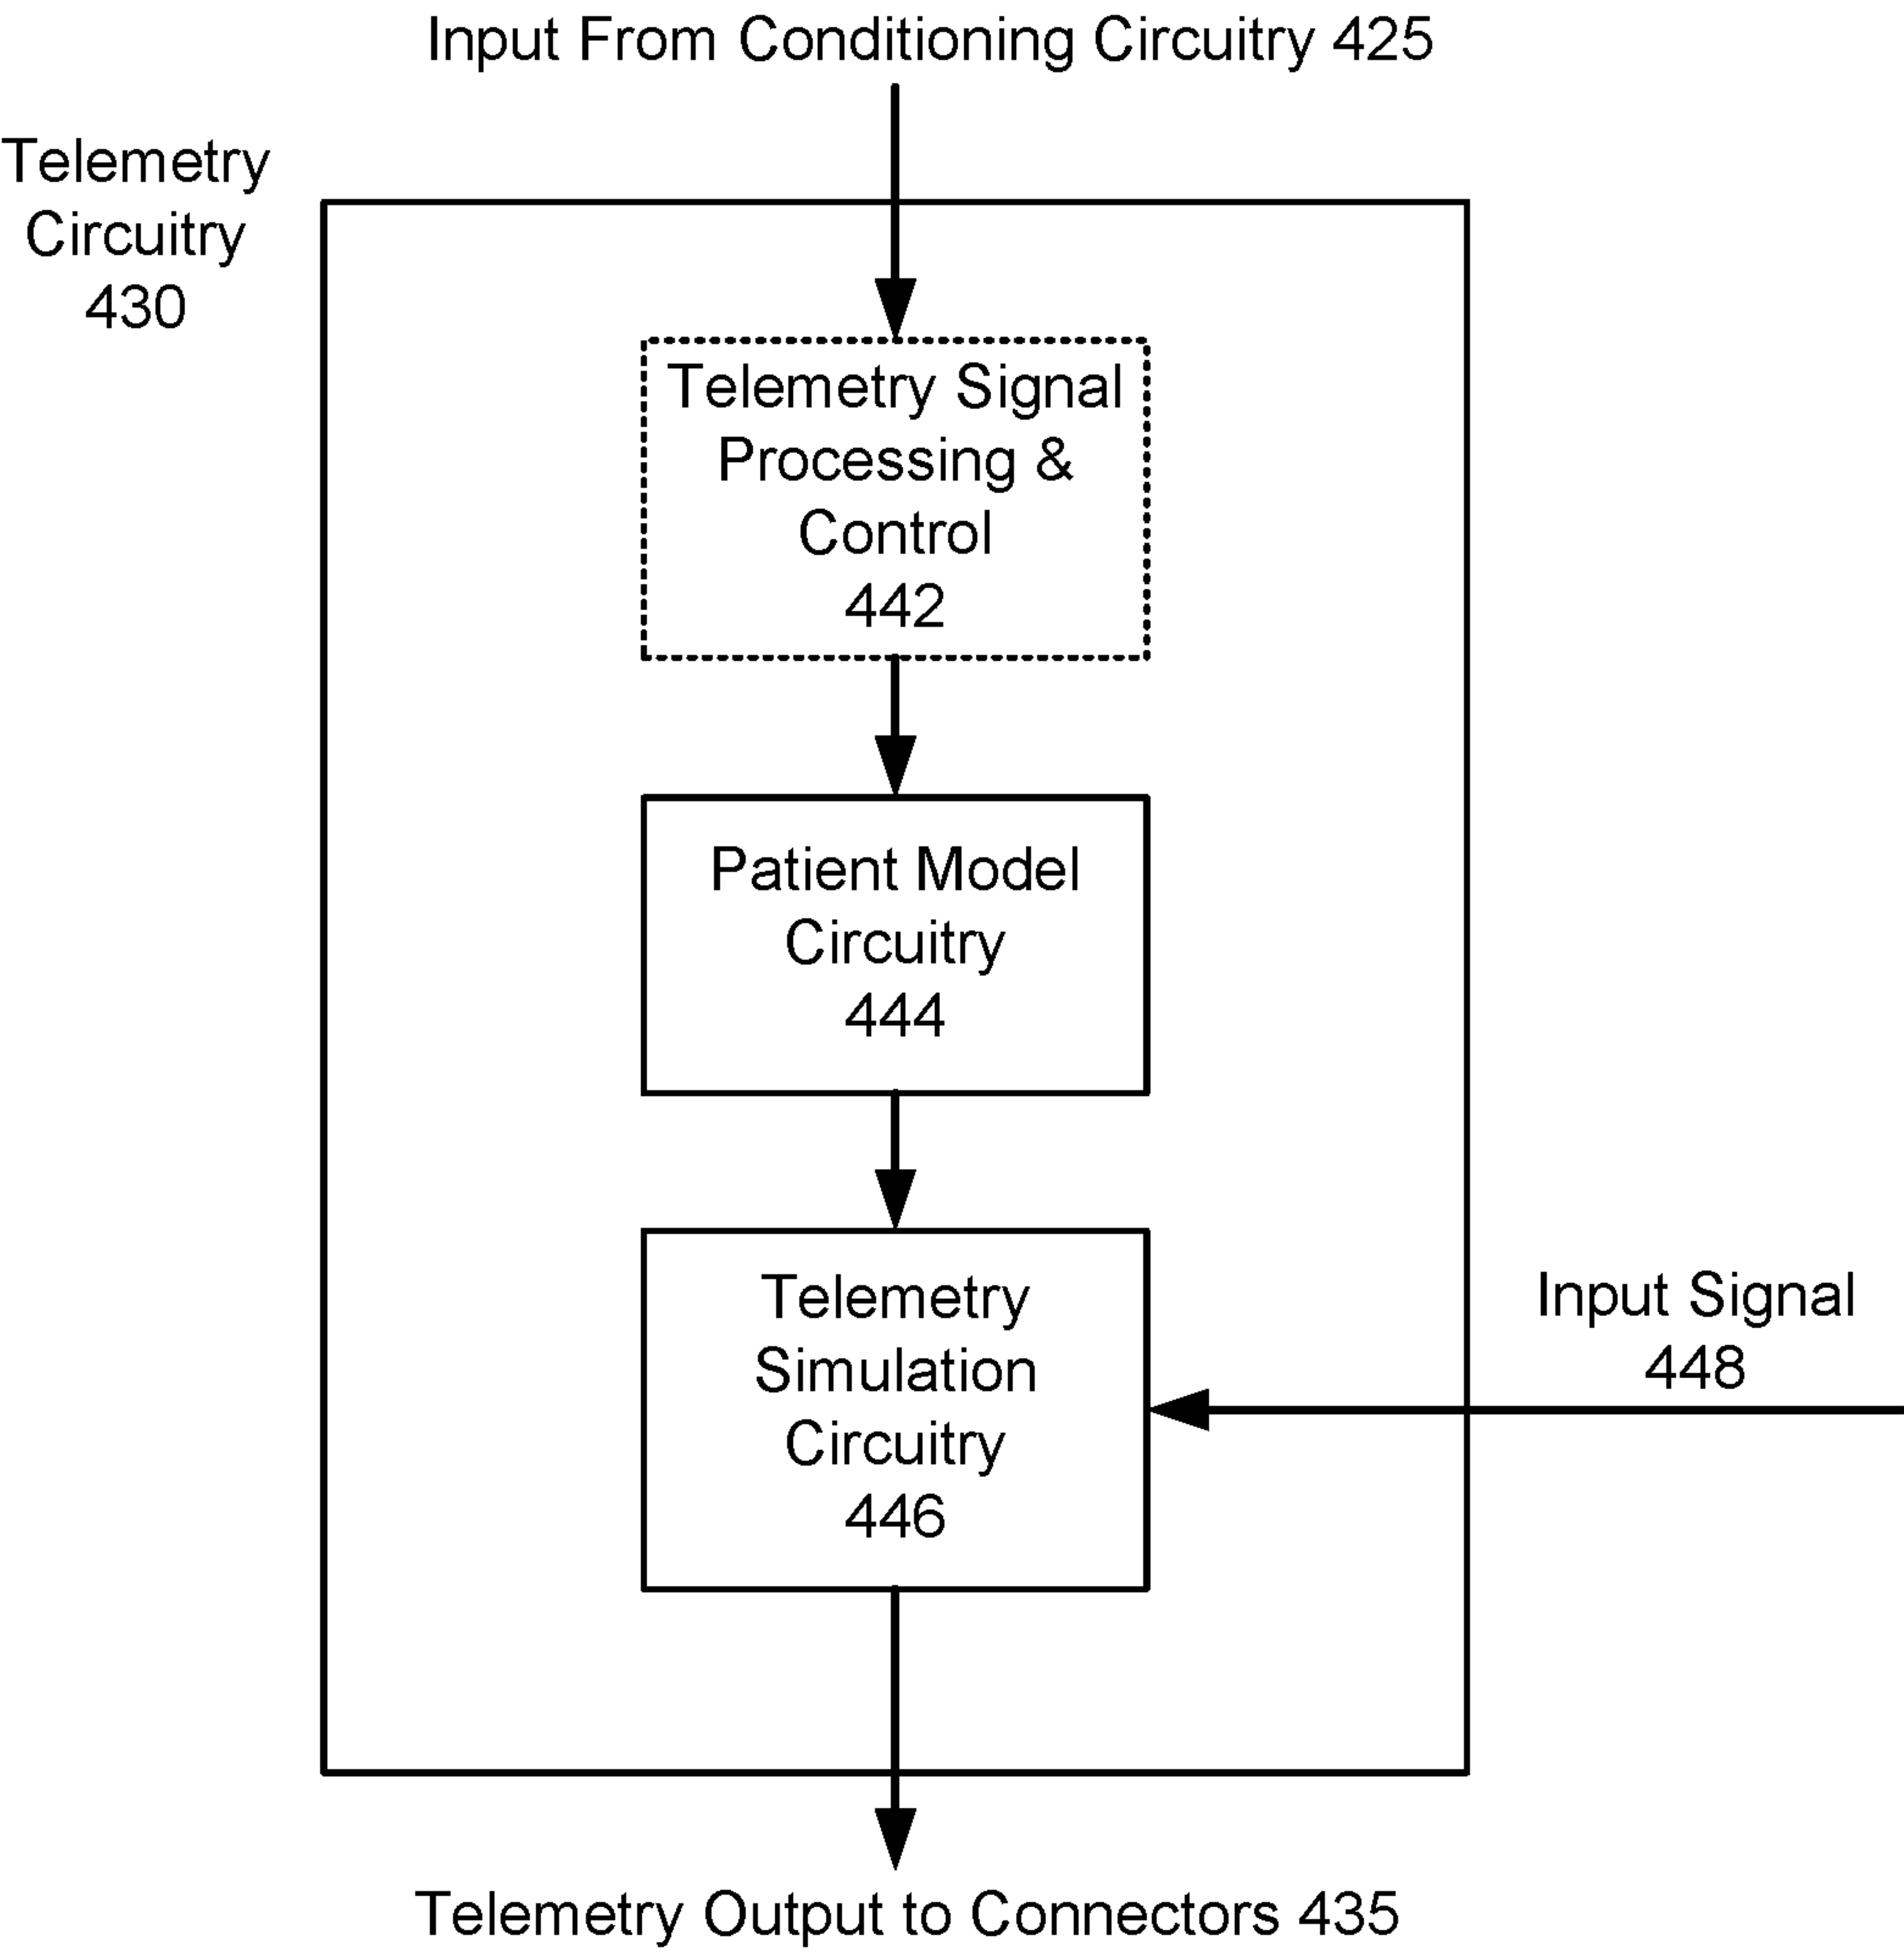 Input From Conditioning Circuitry 425
Telemetry
Circuitry
430
Telemetry Signal
Processing &
Control
442
Patient Model
Circuitry
444
Telemetry
Simulation
Circuitry
446
Input Signal
448
Telemetry Output to Connectors 435